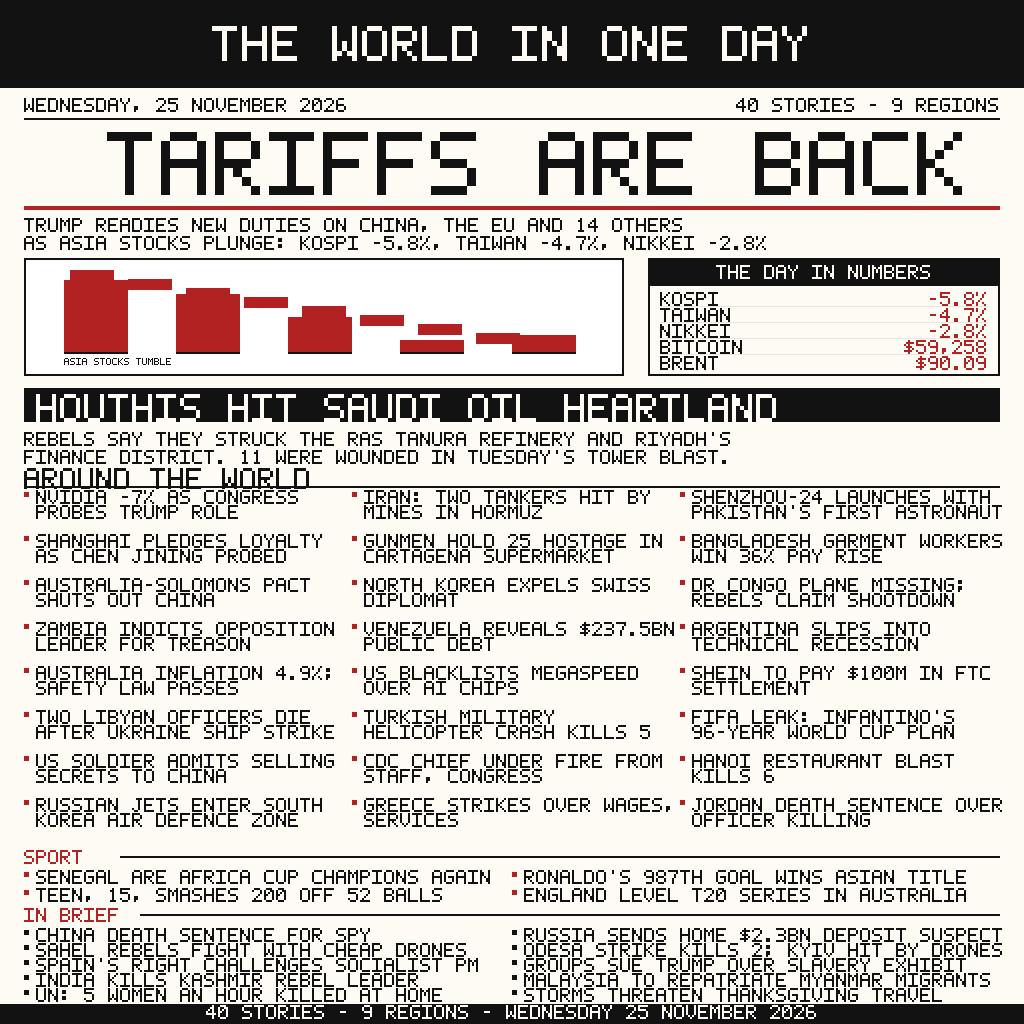 THE WORLD IN ONE DAY
WEDNESDAY, 25 NOVEMBER 2026
40 STORIES - 9 REGIONS
TARIFFS ARE BACK
TRUMP READIES NEW DUTIES ON CHINA, THE EU AND 14 OTHERS
AS ASIA STOCKS PLUNGE: KOSPI -5.8%, TAIWAN -4.7%, NIKKEI -2.8%
ASIA STOCKS TUMBLE
THE DAY IN NUMBERS
KOSPI -5.8%
TAIWAN -4.7%
NIKKEI -2.8%
BITCOIN $59,258
BRENT $90.09
HOUTHIS HIT SAUDI OIL HEARTLAND
REBELS SAY THEY STRUCK THE RAS TANURA REFINERY AND RIYADH'S
FINANCE DISTRICT. 11 WERE WOUNDED IN TUESDAY'S TOWER BLAST.
AROUND THE WORLD
NVIDIA -7% AS CONGRESS
PROBES TRUMP ROLE
SHANGHAI PLEDGES LOYALTY
AS CHEN JINING PROBED
AUSTRALIA-SOLOMONS PACT
SHUTS OUT CHINA
ZAMBIA INDICTS OPPOSITION
LEADER FOR TREASON
AUSTRALIA INFLATION 4.9%;
SAFETY LAW PASSES
TWO LIBYAN OFFICERS DIE
AFTER UKRAINE SHIP STRIKE
US SOLDIER ADMITS SELLING
SECRETS TO CHINA
RUSSIAN JETS ENTER SOUTH
KOREA AIR DEFENCE ZONE
IRAN: TWO TANKERS HIT BY
MINES IN HORMUZ
GUNMEN HOLD 25 HOSTAGE IN
CARTAGENA SUPERMARKET
NORTH KOREA EXPELS SWISS
DIPLOMAT
VENEZUELA REVEALS $237.5BN
PUBLIC DEBT
US BLACKLISTS MEGASPEED
OVER AI CHIPS
TURKISH MILITARY
HELICOPTER CRASH KILLS 5
CDC CHIEF UNDER FIRE FROM
STAFF, CONGRESS
GREECE STRIKES OVER WAGES,
SERVICES
SHENZHOU-24 LAUNCHES WITH
PAKISTAN'S FIRST ASTRONAUT
BANGLADESH GARMENT WORKERS
WIN 36% PAY RISE
DR CONGO PLANE MISSING;
REBELS CLAIM SHOOTDOWN
ARGENTINA SLIPS INTO
TECHNICAL RECESSION
SHEIN TO PAY $100M IN FTC
SETTLEMENT
FIFA LEAK: INFANTINO'S
96-YEAR WORLD CUP PLAN
HANOI RESTAURANT BLAST
KILLS 6
JORDAN DEATH SENTENCE OVER
OFFICER KILLING
SPORT
SENEGAL ARE AFRICA CUP CHAMPIONS AGAIN
TEEN, 15, SMASHES 200 OFF 52 BALLS
RONALDO'S 987TH GOAL WINS ASIAN TITLE
ENGLAND LEVEL T20 SERIES IN AUSTRALIA
IN BRIEF
CHINA DEATH SENTENCE FOR SPY
SAHEL REBELS FIGHT WITH CHEAP DRONES
SPAIN'S RIGHT CHALLENGES SOCIALIST PM
INDIA KILLS KASHMIR REBEL LEADER
UN: 5 WOMEN AN HOUR KILLED AT HOME
RUSSIA SENDS HOME $2.3BN DEPOSIT SUSPECT
ODESA STRIKE KILLS 2; KYIV HIT BY DRONES
GROUPS SUE TRUMP OVER SLAVERY EXHIBIT
MALAYSIA TO REPATRIATE MYANMAR MIGRANTS
STORMS THREATEN THANKSGIVING TRAVEL
40 STORIES - 9 REGIONS - WEDNESDAY 25 NOVEMBER 2026